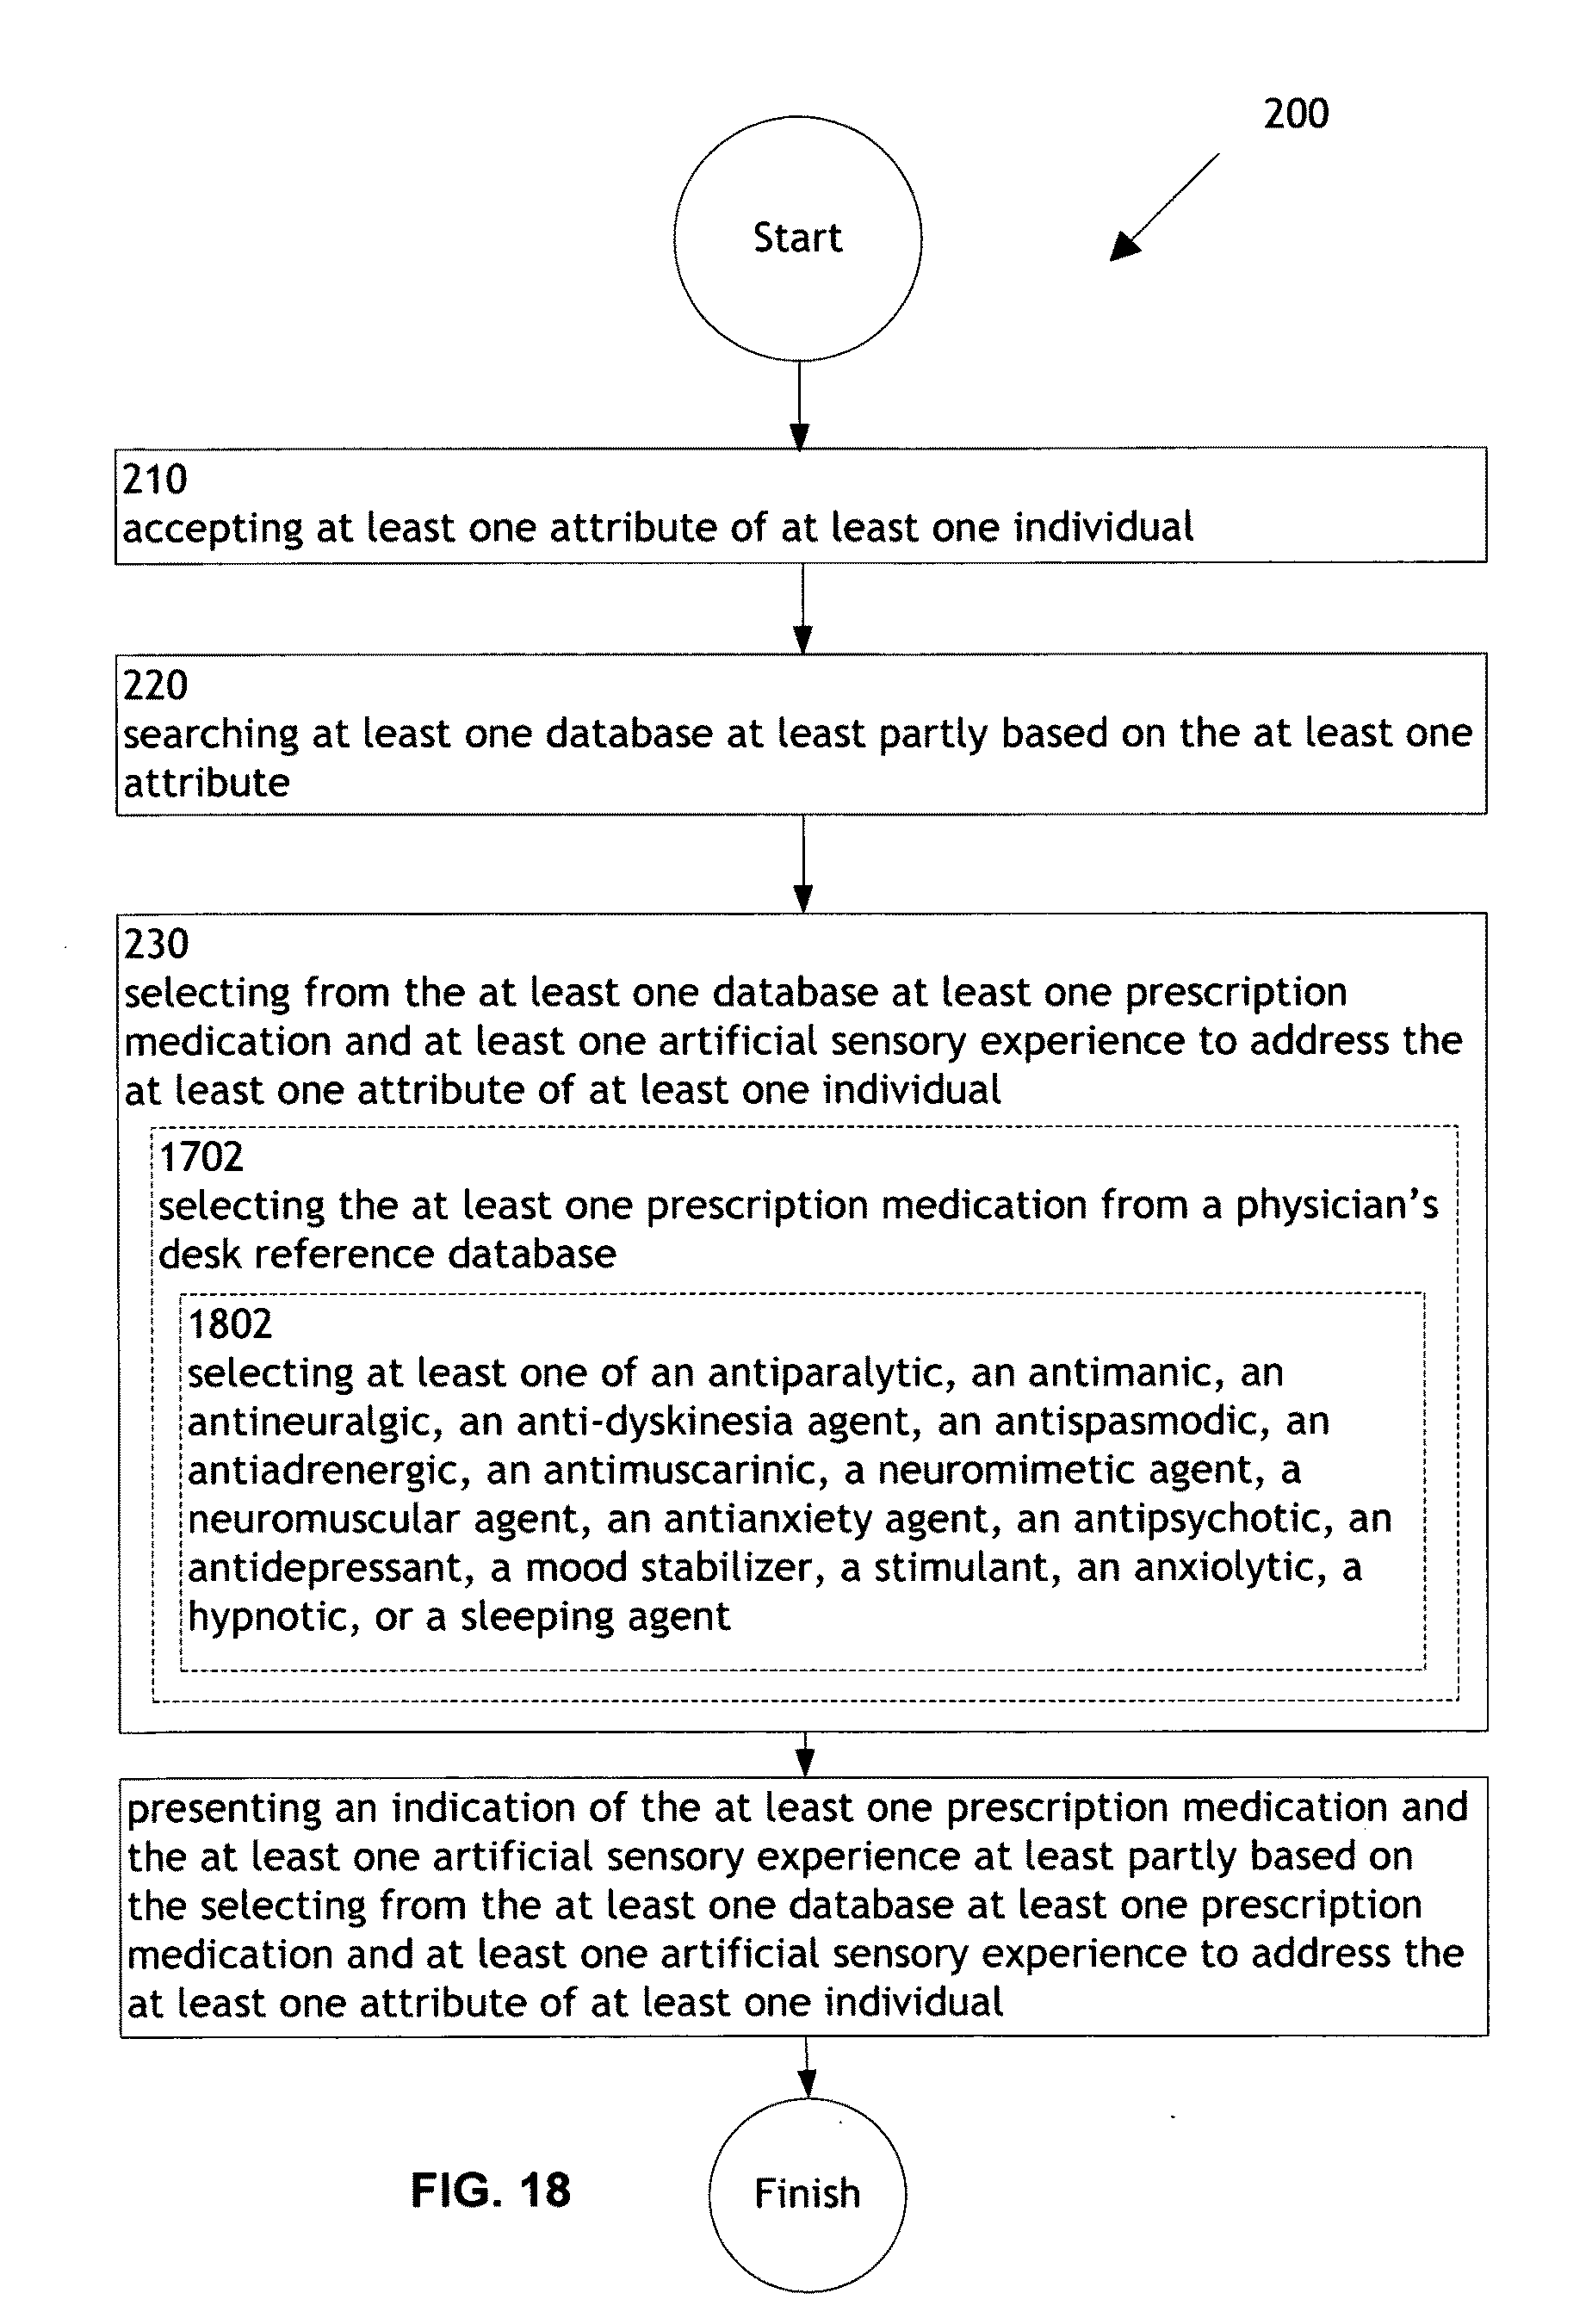 200
Start
210
accepting at least one attribute of at least one individual
220
searching at least one database at least partly based on the at least one
attribute
230
selecting from the at least one database at least one prescription
medication and at least one artificial sensory experience to address the
at least one attribute of at least one individual
1702
selecting the at least one prescription medication from a physician's
desk reference database
1802
selecting at least one of an antiparalytic, an antimanic, an
antineuralgic, an anti-dyskinesia agent, an antispasmodic, an
antiadrenergic, an antimuscarinic, a neuromimetic agent, a
neuromuscular agent, an antianxiety agent, an antipsychotic, an
antidepressant, a mood stabilizer, a stimulant, an anxiolytic, a
hypnotic, or a sleeping agent
presenting an indication of the at least one prescription medication and
the at least one artificial sensory experience at least partly based on
the selecting from the at least one database at least one prescription
medication and at least one artificial sensory experience to address the
at least one attribute of at least one individual
FIG. 18
Finish